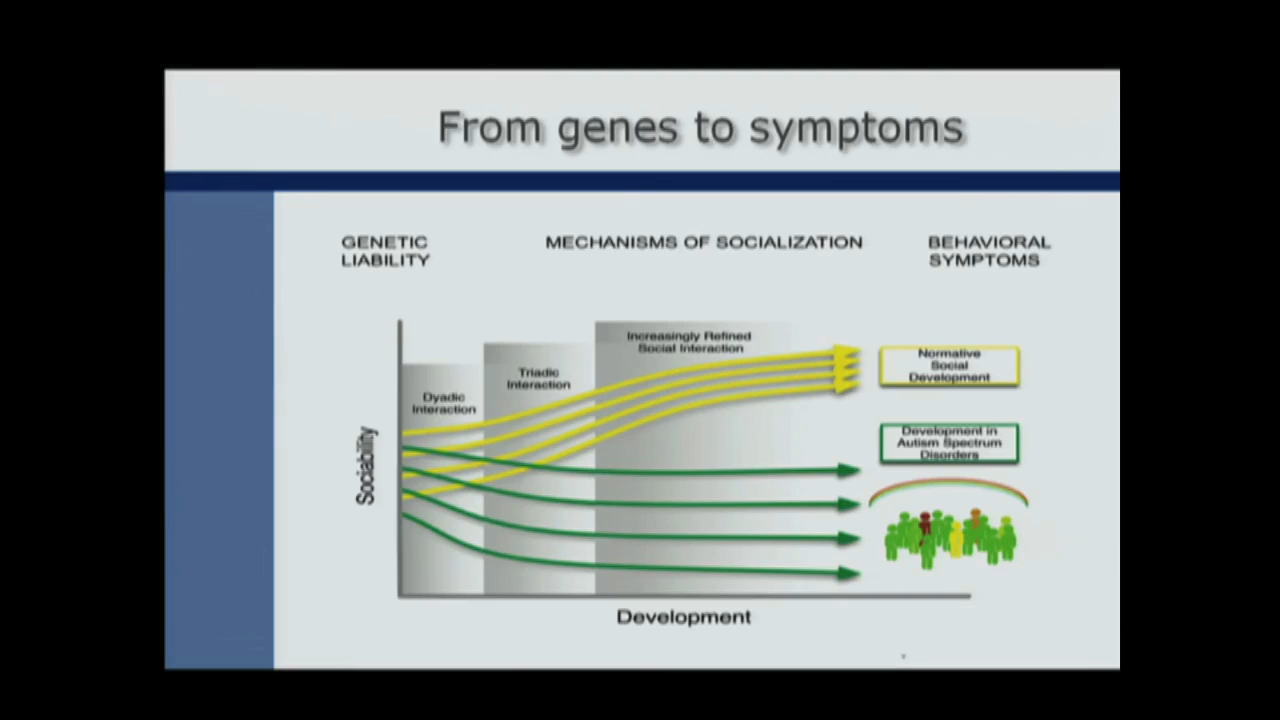 From genes to symptoms
GENETIC
LIABILITY
MECHANISMS OF SOCIALIZATION
BEHAVIORAL
SYMPTOMS
Increasingly Refined
Social Interaction
Triadic
Interaction
Dyadic
Interaction
Normative
Social
Development
Development in
Autism Spectrum
Disorders
Sociability
Development